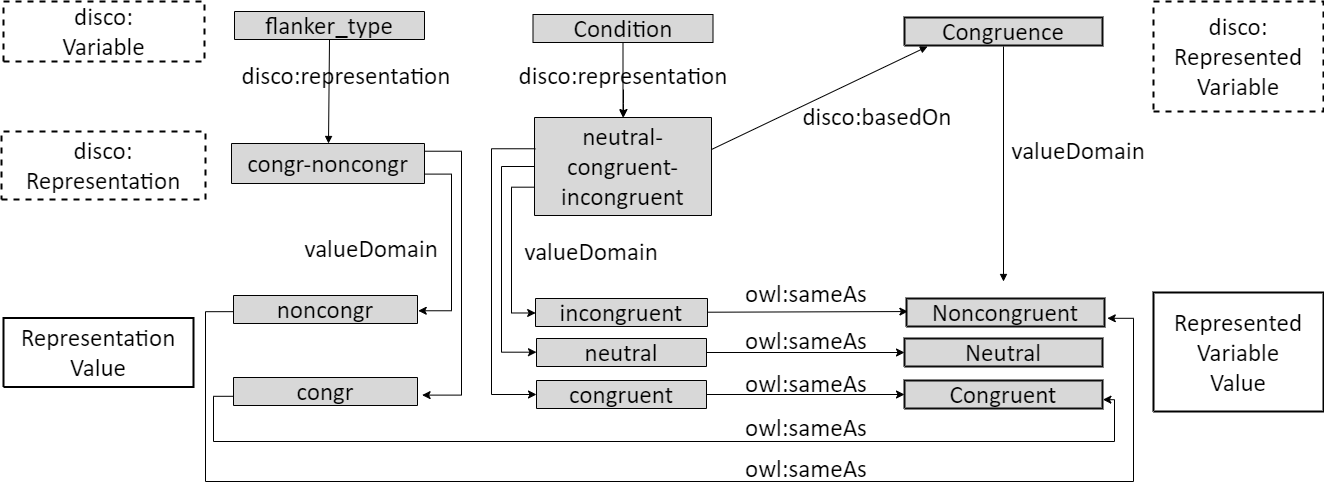 disco:
Variable
flanker_type
Condition
Congruence
disco:
Represented
Variable
disco:representation
disco:representation
disco:basedOn
disco:
Representation
congr-noncongr
neutral-
congruent-
incongruent
valueDomain
valueDomain
valueDomain
Representation
Value
noncongr
congr
incongruent
neutral
congruent
owl:sameAs
owl:sameAs
owl:sameAs
Noncongruent
Neutral
Congruent
Represented
Variable
Value
owl:sameAs
owl:sameAs